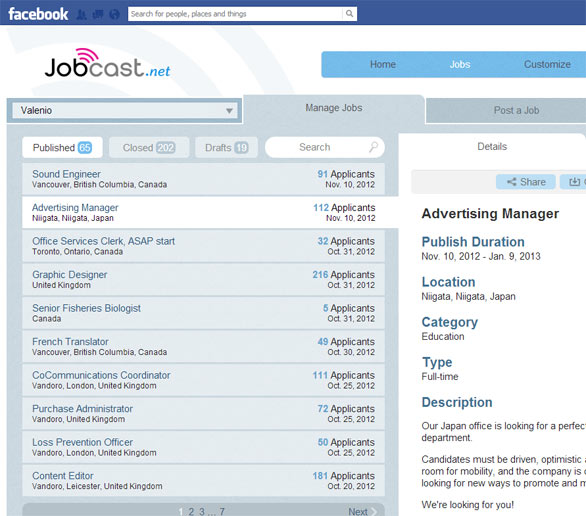 facebook
Search for people, places and things
Jobcast.net
Home Jobs Customize
Valenio
Manage Jobs
Post a Job
Published 65
Closed 202
Drafts 19
Search
Sound Engineer 91 Applicants
Vancouver, British Columbia, Canada Nov. 10, 2012
Advertising Manager 112 Applicants
Niigata, Niigata, Japan Nov. 10, 2012
Office Services Clerk, ASAP start 32 Applicants
Toronto, Ontario, Canada Oct. 31, 2012
Graphic Designer 216 Applicants
United Kingdom Oct. 31, 2012
Senior Fisheries Biologist 5 Applicants
Canada Oct. 31, 2012
French Translator 49 Applicants
Vancouver, British Columbia, Canada Oct. 30, 2012
CoCommunications Coordinator 111 Applicants
Vandoro, London, United Kingdom Oct. 25, 2012
Purchase Administrator 72 Applicants
Vandoro, United Kingdom Oct. 25, 2012
Loss Prevention Officer 50 Applicants
Vandoro, London, United Kingdom Oct. 25, 2012
Content Editor 181 Applicants
Vandoro, Leicester, United Kingdom Oct. 20, 2012
1 2 3 ... 7 Next
Details
Share
Advertising Manager
Publish Duration
Nov. 10, 2012 - Jan. 9, 2013
Location
Niigata, Niigata, Japan
Category
Education
Type
Full-time
Description
Our Japan office is looking for a perfec
department.
Candidates must be driven, optimistic a
room for mobility, and the company is
looking for new ways to promote and m
We're looking for you!